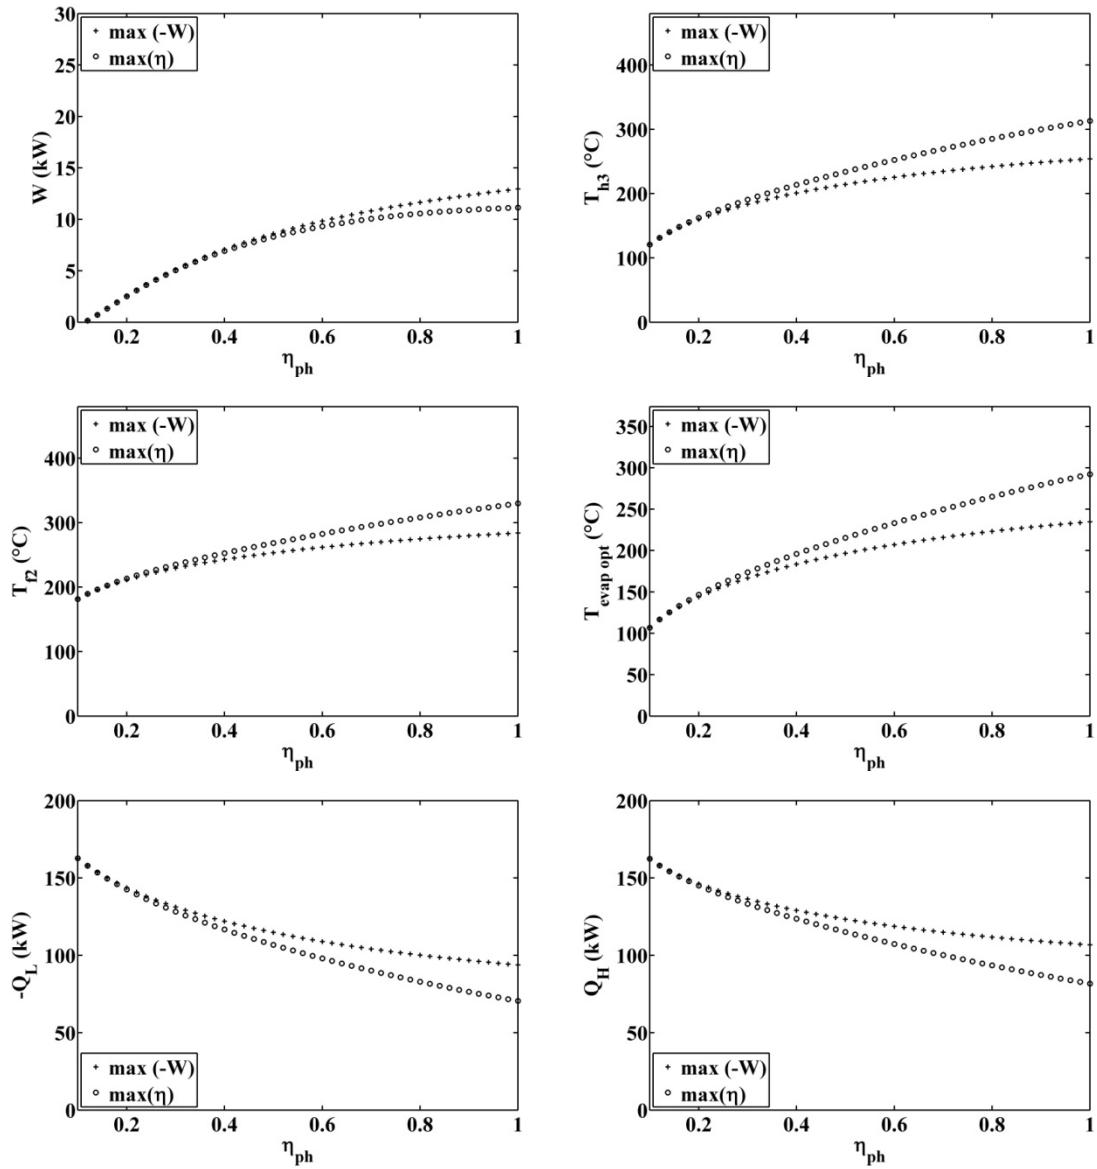 30
25
20
15
10
5
0
W (kW)
max (-W)
max(η)
0.2 0.4 0.6 0.8 1
η_ph
400
300
200
100
0
T_h3 (°C)
max (-W)
max(η)
0.2 0.4 0.6 0.8 1
η_ph
400
300
200
100
0
T_f2 (°C)
max (-W)
max(η)
0.2 0.4 0.6 0.8 1
η_ph
350
300
250
200
150
100
50
0
T_evap opt (°C)
max (-W)
max(η)
0.2 0.4 0.6 0.8 1
η_ph
200
150
100
50
0
-Q_L (kW)
max (-W)
max(η)
0.2 0.4 0.6 0.8 1
η_ph
200
150
100
50
0
Q_H (kW)
max (-W)
max(η)
0.2 0.4 0.6 0.8 1
η_ph